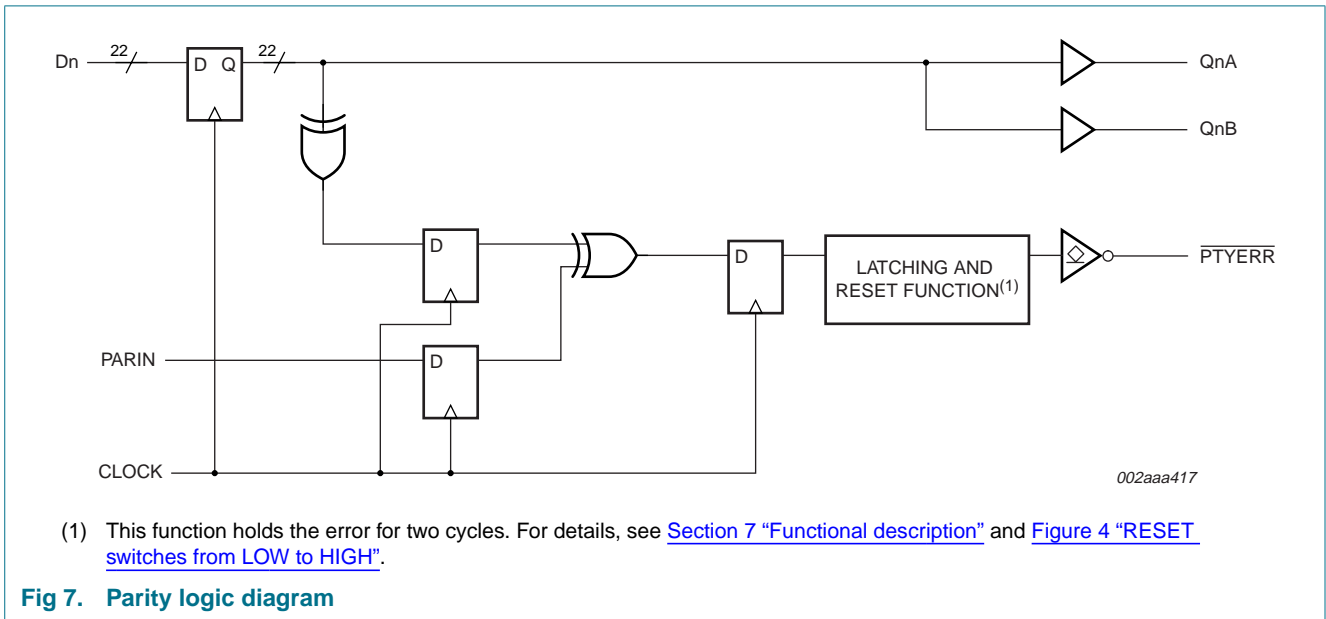 22 22
Dn D Q QnA
QnB
D D LATCHING AND
RESET FUNCTION(1) PTYERR
PARIN D
CLOCK
002aaa417
(1) This function holds the error for two cycles. For details, see Section 7 “Functional description” and Figure 4 “RESET
switches from LOW to HIGH”.
Fig 7. Parity logic diagram